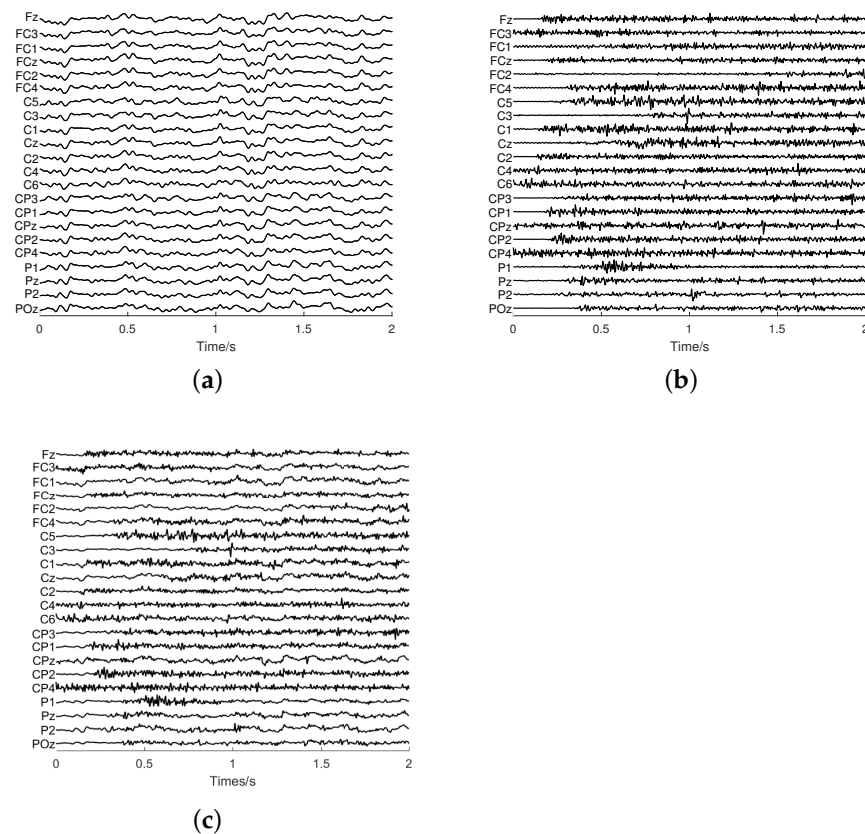 Fz
FC3
FC1
FCz
FC2
FC4
C5
C3
C1
Cz
C2
C4
C6
CP3
CP1
CPz
CP2
CP4
P1
Pz
P2
POz
0 0.5 1 1.5 2
Time/s
(a)
Fz
FC3
FC1
FCz
FC2
FC4
C5
C3
C1
Cz
C2
C4
C6
CP3
CP1
CPz
CP2
CP4
P1
Pz
P2
POz
0 0.5 1 1.5 2
Time/s
(b)
Fz
FC3
FC1
FCz
FC2
FC4
C5
C3
C1
Cz
C2
C4
C6
CP3
CP1
CPz
CP2
CP4
P1
Pz
P2
POz
0 0.5 1 1.5 2
Times/s
(c)